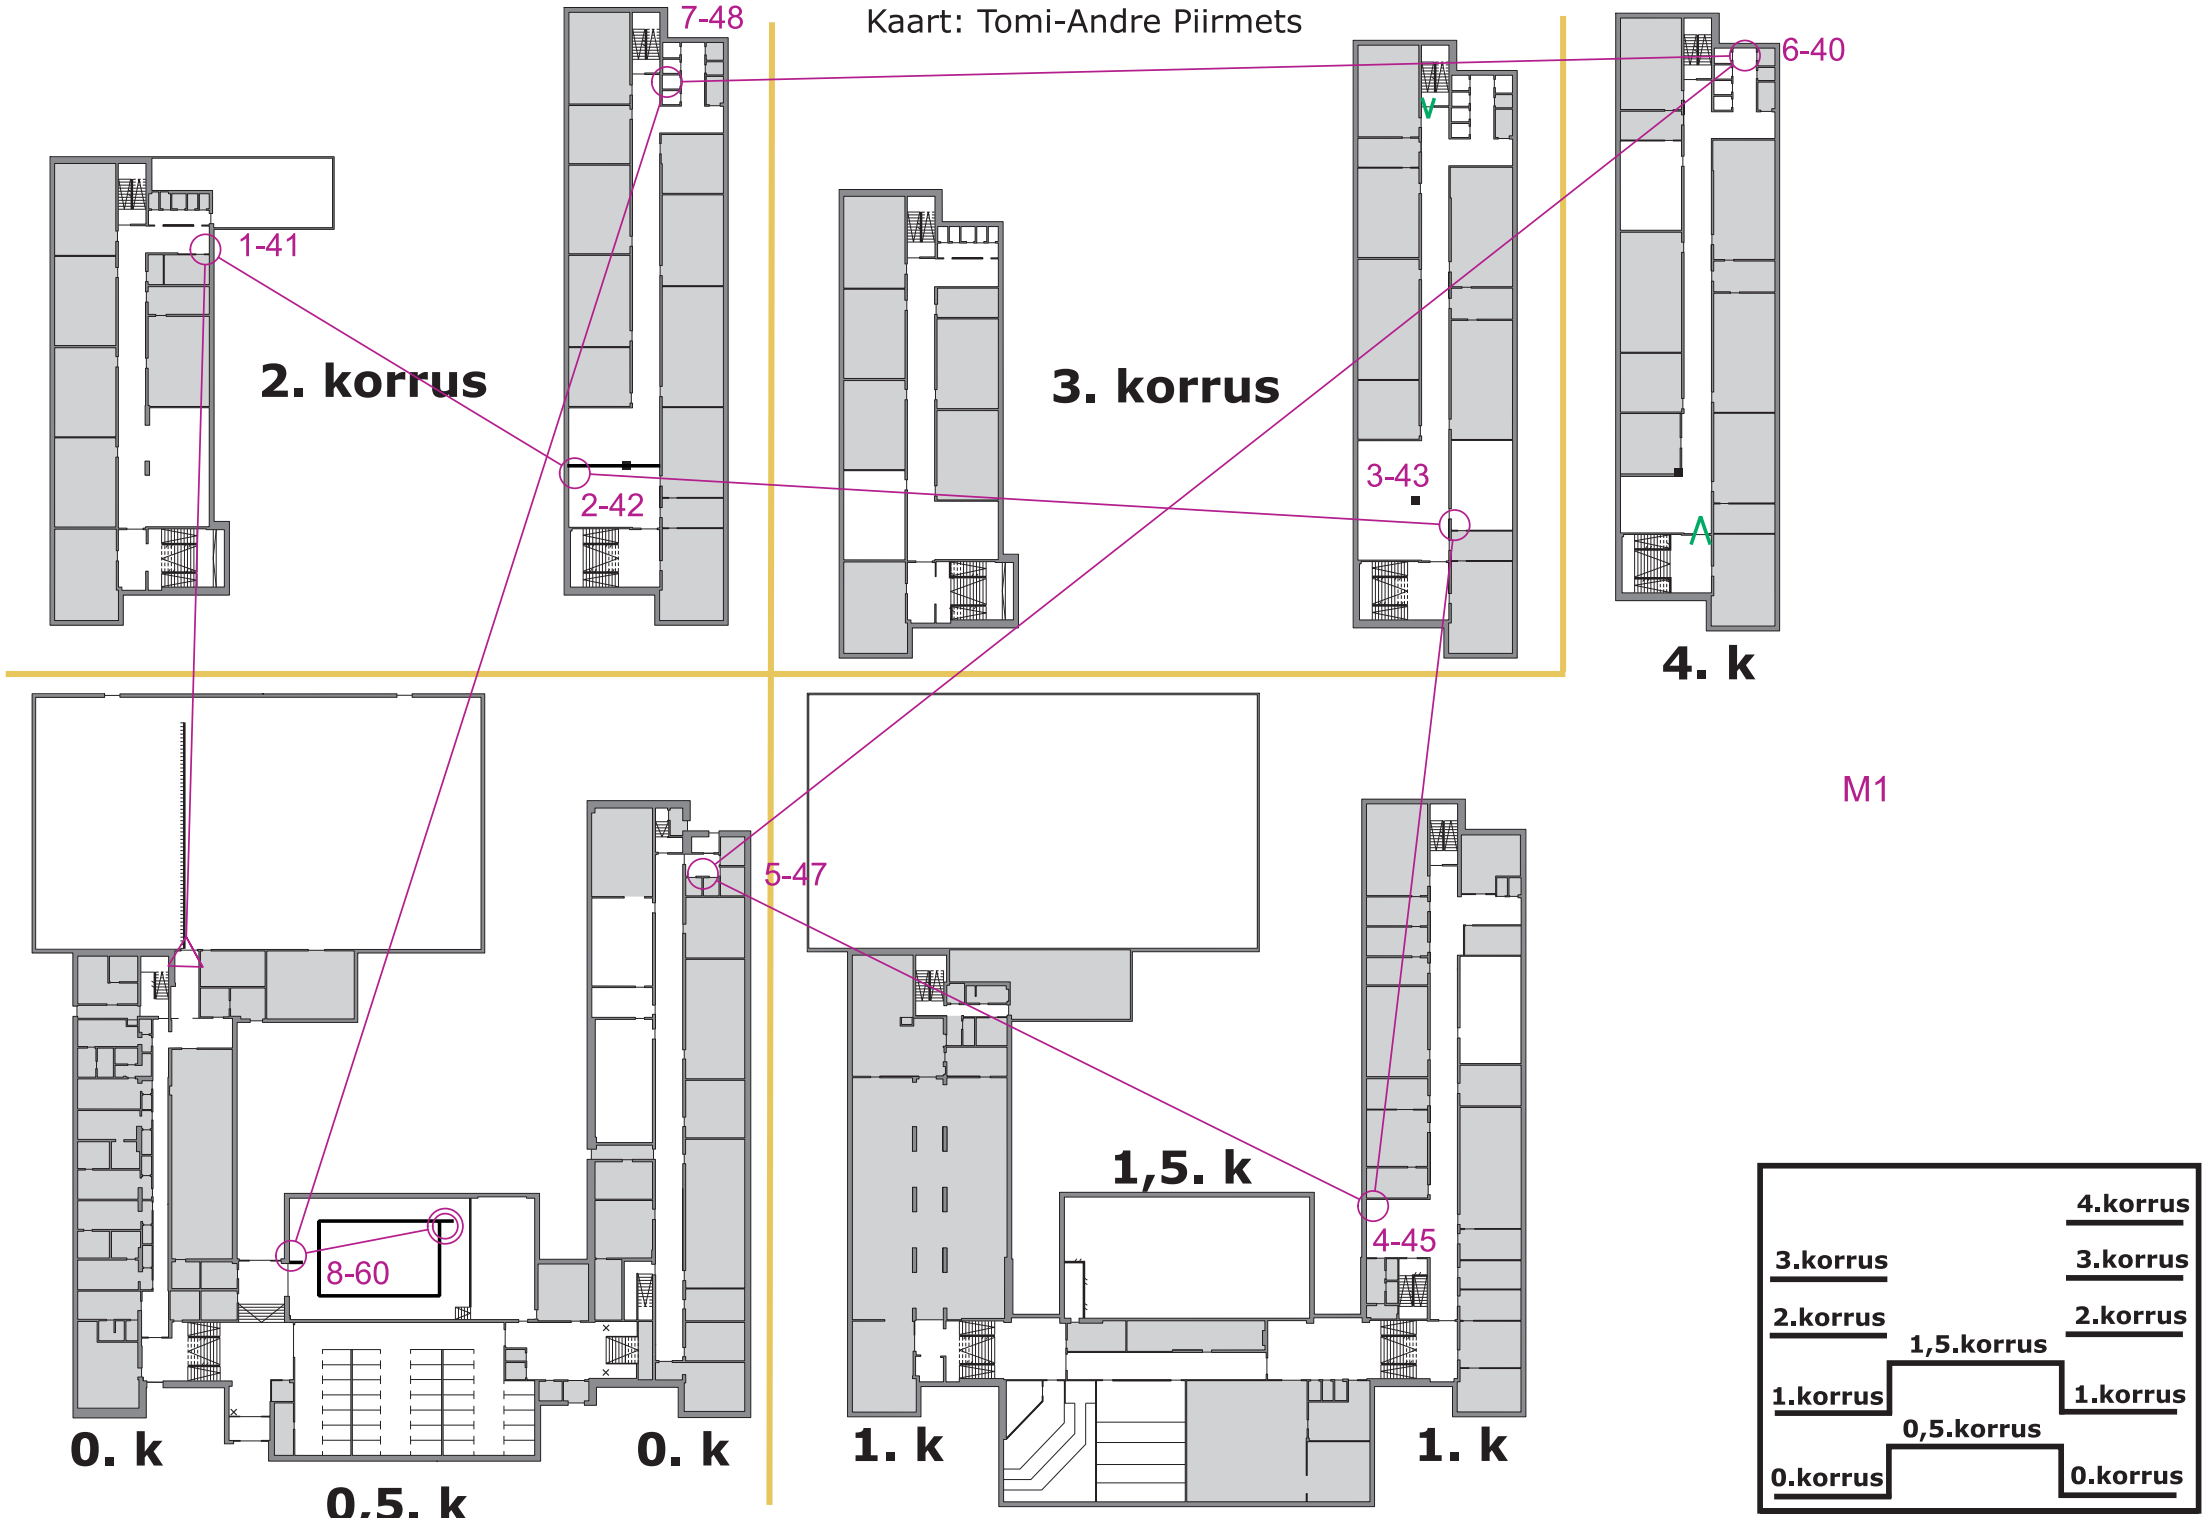 Kaart: Tomi-Andre Piirmets
7-48
6-40
1-41
2. korrus
3. korrus
3-43
2-42
4. k
M1
5-47
1,5. k
4-45
8-60
0. k
0. k
1. k
1. k
0,5. k
4.korrus
3.korrus
3.korrus
2.korrus
2.korrus
1,5.korrus
1.korrus
1.korrus
0,5.korrus
0.korrus
0.korrus